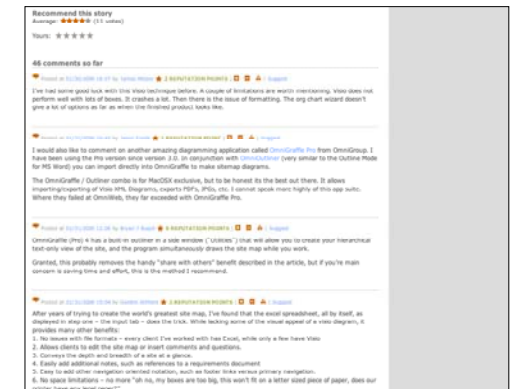 Recommend this story
Average: (11 votes)
Yours:
46 comments so far
Posted at by 2 REPUTATION POINTS | | Suggest
I've had some good luck with this Visio technique before. A couple of limitations are worth mentioning. Visio does not
perform well with lots of boxes. It crashes a lot. Then there is the issue of formatting. The org chart wizard doesn't
give a lot of options as far as when the finished product looks like.
I would also like to comment on another amazing diagramming application called OmniGraffle Pro from OmniGroup. I
have been using the Pro version since version 3.0. In conjunction with OmniOutliner (very similar to the Outline Mode
for MS Word) you can import directly into OmniGraffle to make sitemap diagrams.
The OmniGraffle / Outliner combo is for MacOSX exclusive, but to be honest its the best out there. It allows
importing/exporting of Visio XML Diagrams, exports PDFs, JPGs, etc. I cannot speak more highly of this app suite.
Where they failed at OmniWeb, they far exceeded with OmniGraffle Pro.
Posted at by REPUTATION POINTS | | Suggest
OmniGraffle (Pro) 4 has a built-in outliner in a side window ("Utilities") that will allow you to create your hierarchical
text-only view of the site, and the program simultaneously draws the site map while you work.
Granted, this probably removes the handy "share with others" benefit described in the article, but if you're main
concern is saving time and effort, this is the method I recommend.
Posted at by REPUTATION POINTS | | Suggest
After years of trying to create the world's greatest site map, I've found that the excel spreadsheet, all by itself, as
displayed in step one – the input tab – does the trick. While lacking some of the visual appeal of a visio diagram, it
provides many other benefits:
1. No issues with file formats – every client I've worked with has Excel, while only a few have Visio
2. Allows clients to edit the site map or insert comments and questions.
3. Conveys the depth and breadth of a site at a glance.
4. Easily add additional notes, such as references to a requirements document
5. Easy to add other navigation oriented notation, such as footer links versus primary navigation.
6. No space limitations – no more "oh no, my boxes are too big, this won't fit on a letter sized piece of paper, does our